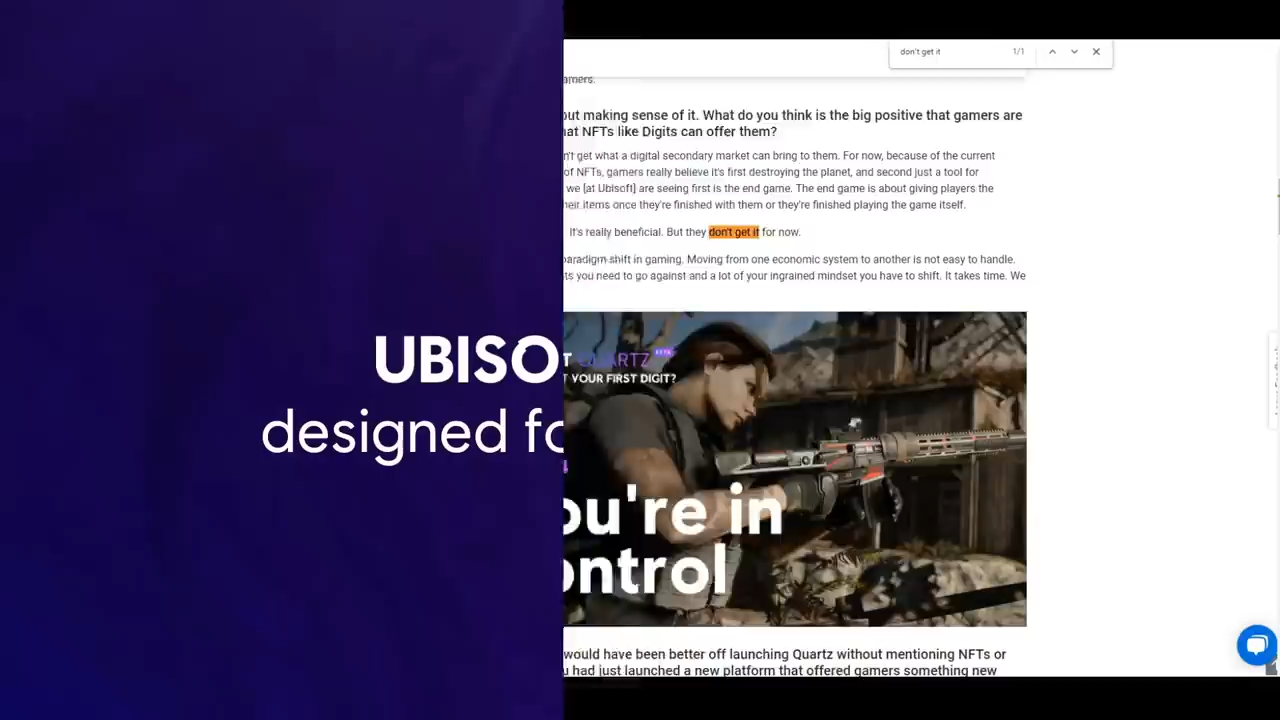 don't get it 1/1
amers.
out making sense of it. What do you think is the big positive that gamers are
at NFTs like Digits can offer them?
n't get what a digital secondary market can bring to them. For now, because of the current
of NFTs, gamers really believe it's first destroying the planet, and second just a tool for
we [at Ubisoft] are seeing first is the end game. The end game is about giving players the
heir items once they're finished with them or they're finished playing the game itself.
It's really beneficial. But they don't get it for now.
paradigm shift in gaming. Moving from one economic system to another is not easy to handle.
ts you need to go against and a lot of your ingrained mindset you have to shift. It takes time. We
UBISO
designed fo
T QUARTZ BETA
T YOUR FIRST DIGIT?
4
ou're in
ontrol
would have been better off launching Quartz without mentioning NFTs or
u had just launched a new platform that offered gamers something new